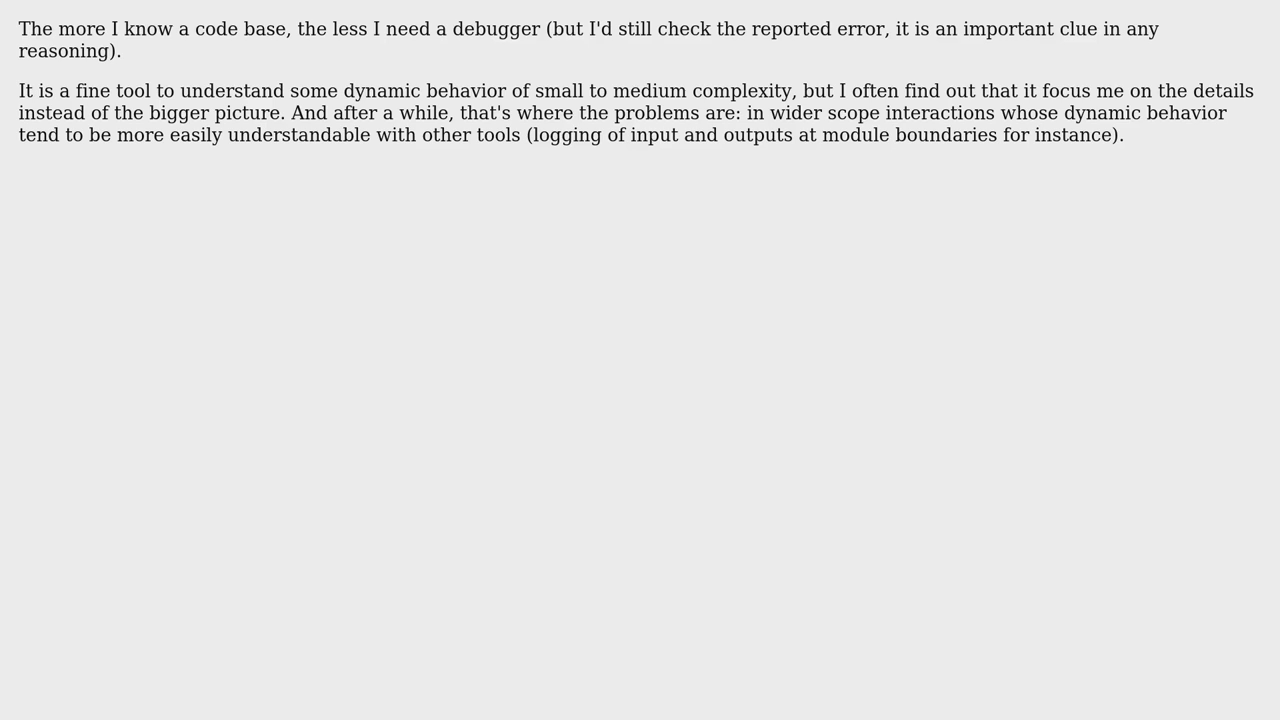 The more I know a code base, the less I need a debugger (but I'd still check the reported error, it is an important clue in any
reasoning).
It is a fine tool to understand some dynamic behavior of small to medium complexity, but I often find out that it focus me on the details
instead of the bigger picture. And after a while, that's where the problems are: in wider scope interactions whose dynamic behavior
tend to be more easily understandable with other tools (logging of input and outputs at module boundaries for instance).